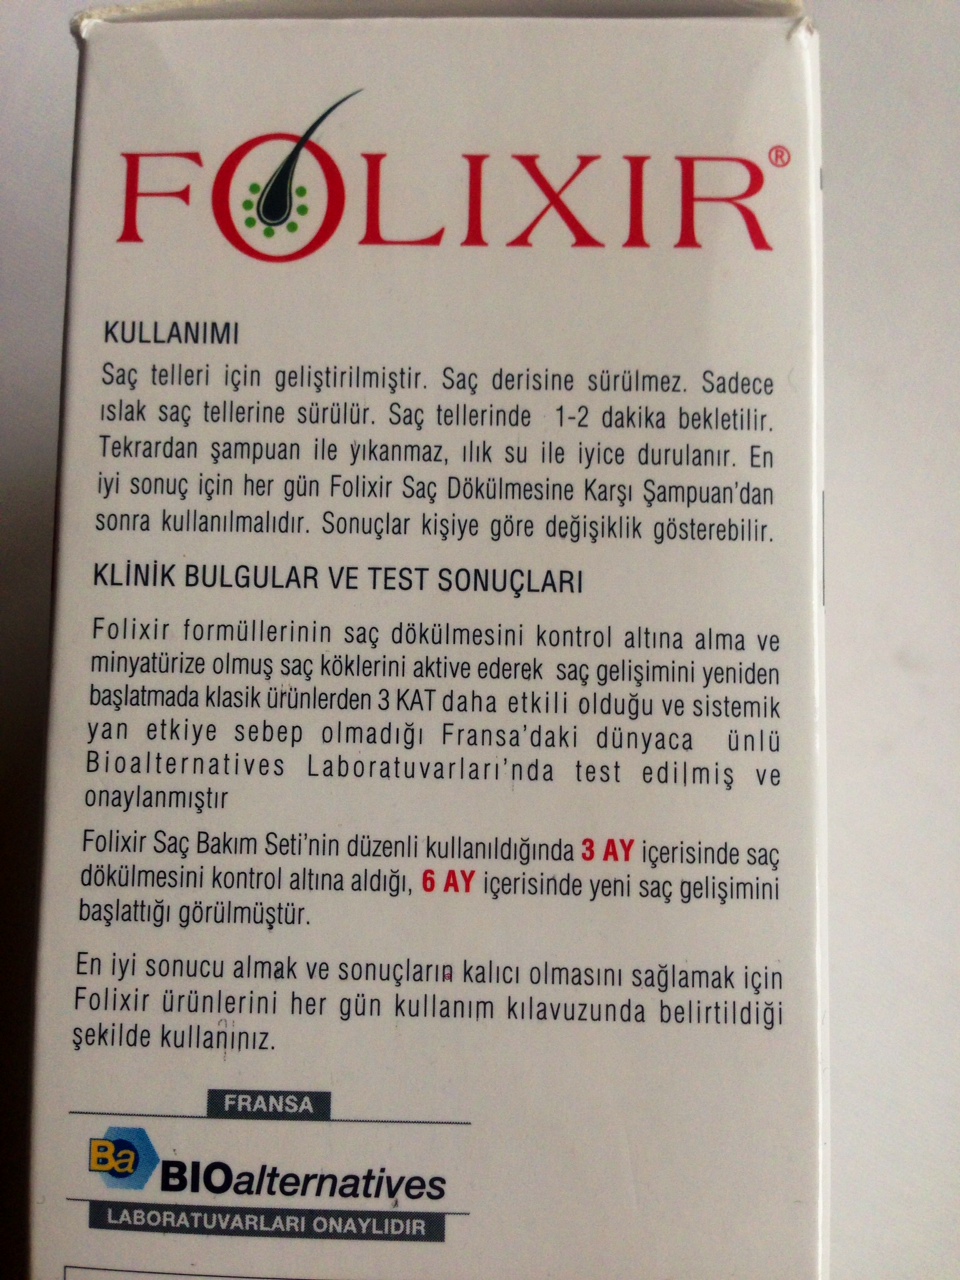 FOLIXIR®
KULLANIMI
Saç telleri için geliştirilmiştir. Saç derisine sürülmez. Sadece
ıslak saç tellerine sürülür. Saç tellerinde 1-2 dakika bekletilir.
Tekrardan şampuan ile yıkanmaz, ılık su ile iyice durulanır. En
iyi sonuç için her gün Folixir Saç Dökülmesine Karşı Şampuan'dan
sonra kullanılmalıdır. Sonuçlar kişiye göre değişiklik gösterebilir.
KLİNİK BULGULAR VE TEST SONUÇLARI
Folixir formüllerinin saç dökülmesini kontrol altına alma ve
minyatürize olmuş saç köklerini aktive ederek saç gelişimini yeniden
başlatmada klasik ürünlerden 3 KAT daha etkili olduğu ve sistemik
yan etkiye sebep olmadığı Fransa'daki dünyaca ünlü
Bioalternatives Laboratuvarları'nda test edilmiş ve
onaylanmıştır
Folixir Saç Bakım Seti'nin düzenli kullanıldığında 3 AY içerisinde saç
dökülmesini kontrol altına aldığı, 6 AY içerisinde yeni saç gelişimini
başlattığı görülmüştür.
En iyi sonucu almak ve sonuçların kalıcı olmasını sağlamak için
Folixir ürünlerini her gün kullanım kılavuzunda belirtildiği
şekilde kullanınız.
FRANSA
Ba
BIOalternatives
LABORATUVARLARI ONAYLIDIR